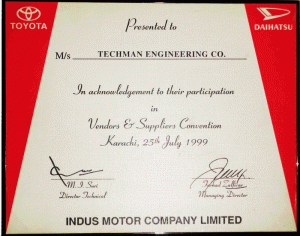 TOYOTA
DAIHATSU
Presented to
M/s TECHMAN ENGINEERING CO.
In acknowledgement to their participation
in
Vendors & Suppliers Convention
Karachi, 25th July 1999
M. I. Suri
Director Technical
Managing Director
INDUS MOTOR COMPANY LIMITED